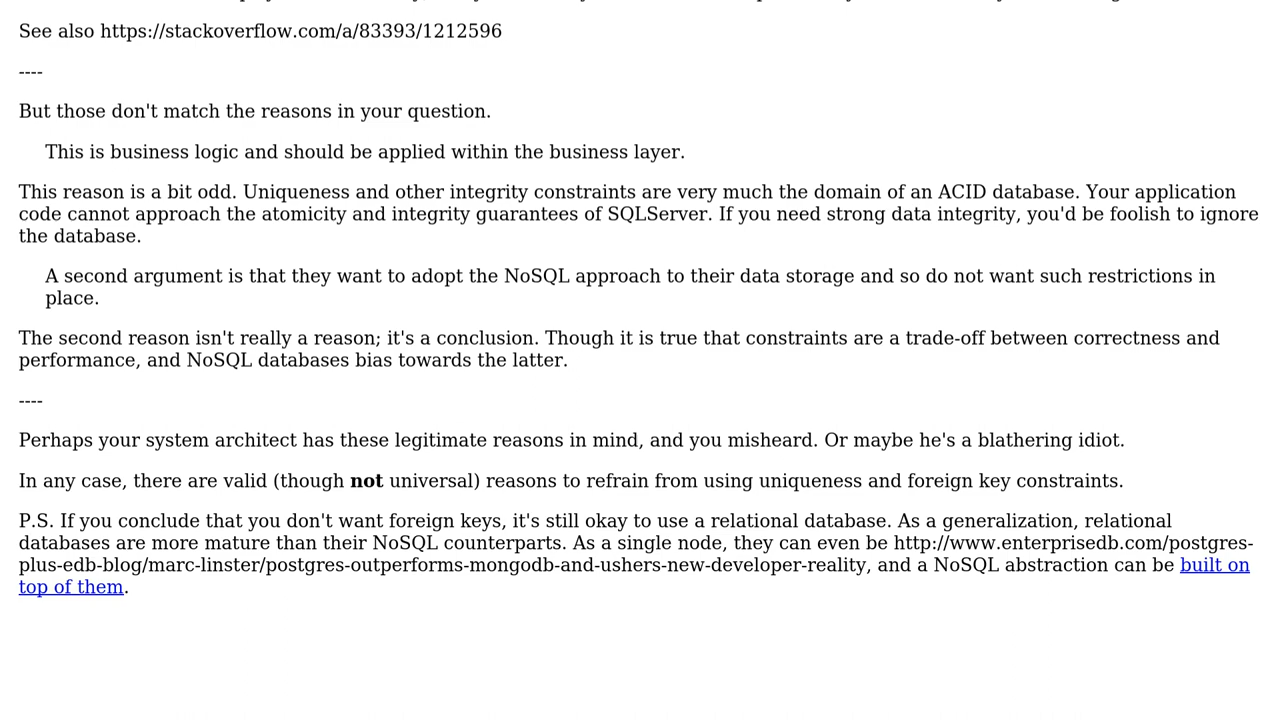 See also https://stackoverflow.com/a/83393/1212596
----
But those don't match the reasons in your question.
This is business logic and should be applied within the business layer.
This reason is a bit odd. Uniqueness and other integrity constraints are very much the domain of an ACID database. Your application
code cannot approach the atomicity and integrity guarantees of SQLServer. If you need strong data integrity, you'd be foolish to ignore
the database.
A second argument is that they want to adopt the NoSQL approach to their data storage and so do not want such restrictions in
place.
The second reason isn't really a reason; it's a conclusion. Though it is true that constraints are a trade-off between correctness and
performance, and NoSQL databases bias towards the latter.
----
Perhaps your system architect has these legitimate reasons in mind, and you misheard. Or maybe he's a blathering idiot.
In any case, there are valid (though not universal) reasons to refrain from using uniqueness and foreign key constraints.
P.S. If you conclude that you don't want foreign keys, it's still okay to use a relational database. As a generalization, relational
databases are more mature than their NoSQL counterparts. As a single node, they can even be http://www.enterprisedb.com/postgres-
plus-edb-blog/marc-linster/postgres-outperforms-mongodb-and-ushers-new-developer-reality, and a NoSQL abstraction can be built on
top of them.